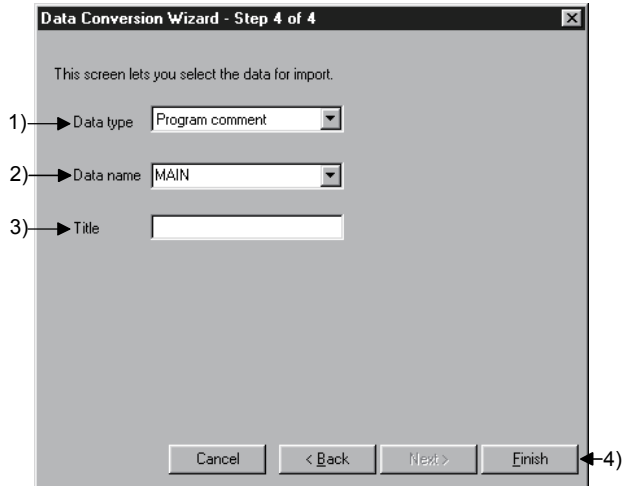 Data Conversion Wizard - Step 4 of 4
This screen lets you select the data for import.
1) Data type Program comment
2) Data name MAIN
3) Title
Cancel < Back Next > Finish 4)